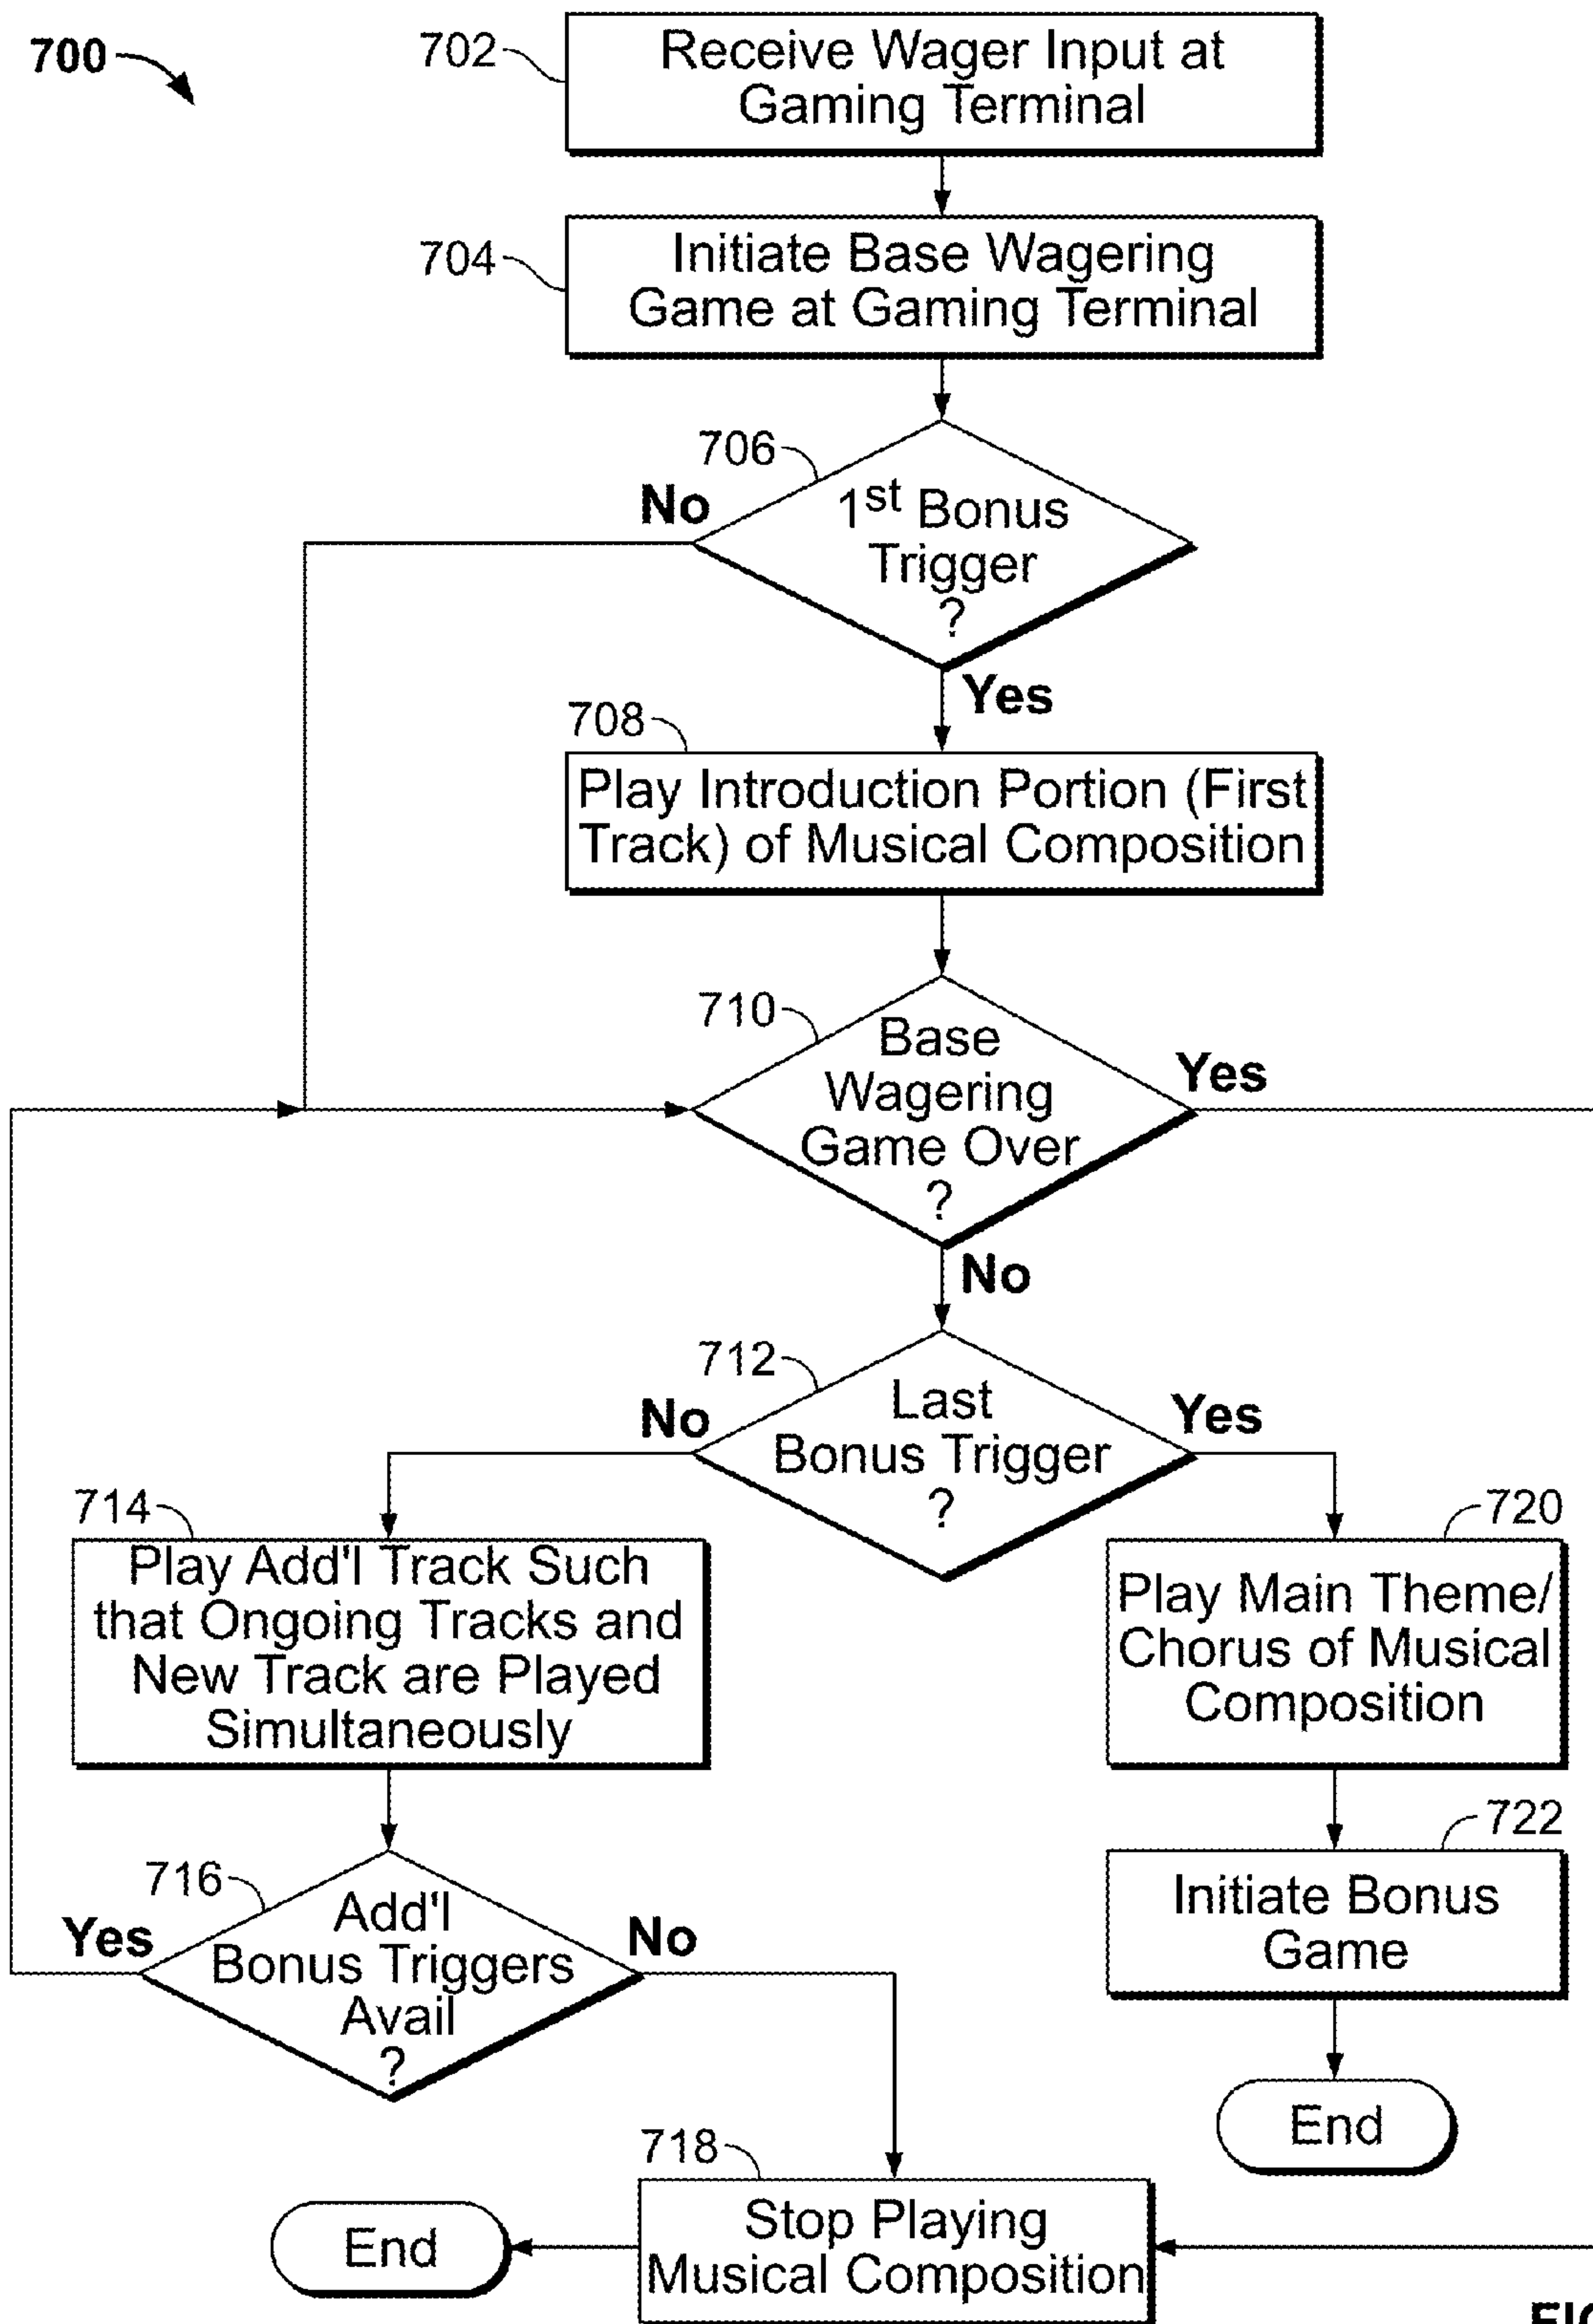 700
702
Receive Wager Input at
Gaming Terminal
704
Initiate Base Wagering
Game at Gaming Terminal
706
No
1st Bonus
Trigger
?
Yes
708
Play Introduction Portion (First
Track) of Musical Composition
710
Base
Wagering
Game Over
?
Yes
No
712
Last
Bonus Trigger
?
No
Yes
714
Play Add'l Track Such
that Ongoing Tracks and
New Track are Played
Simultaneously
720
Play Main Theme/
Chorus of Musical
Composition
716
Add'l
Bonus Triggers
Avail
?
Yes
No
722
Initiate Bonus
Game
End
718
Stop Playing
Musical Composition
End